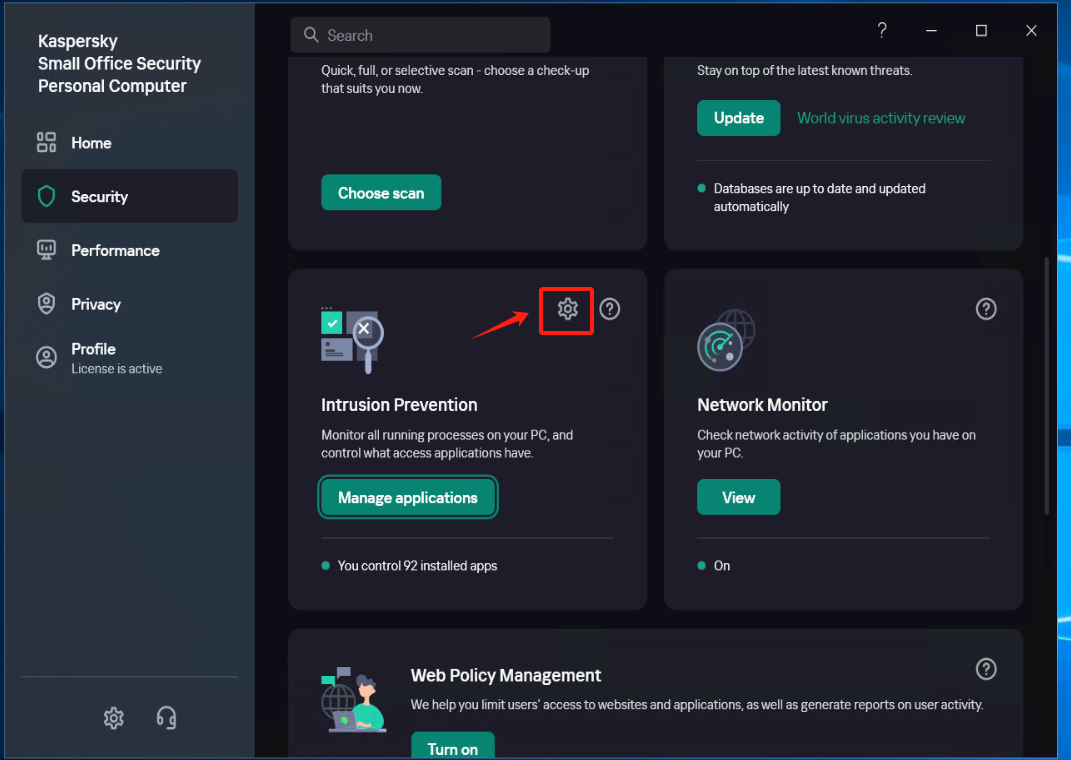 Kaspersky
Small Office Security
Personal Computer
Home
Security
Performance
Privacy
Profile
License is active
Search
?
Quick, full, or selective scan - choose a check-up
that suits you now.
Choose scan
Stay on top of the latest known threats.
Update
World virus activity review
Databases are up to date and updated
automatically
?
Intrusion Prevention
Monitor all running processes on your PC, and
control what access applications have.
Manage applications
You control 92 installed apps
?
Network Monitor
Check network activity of applications you have on
your PC.
View
On
?
Web Policy Management
We help you limit users' access to websites and applications, as well as generate reports on user activity.
Turn on